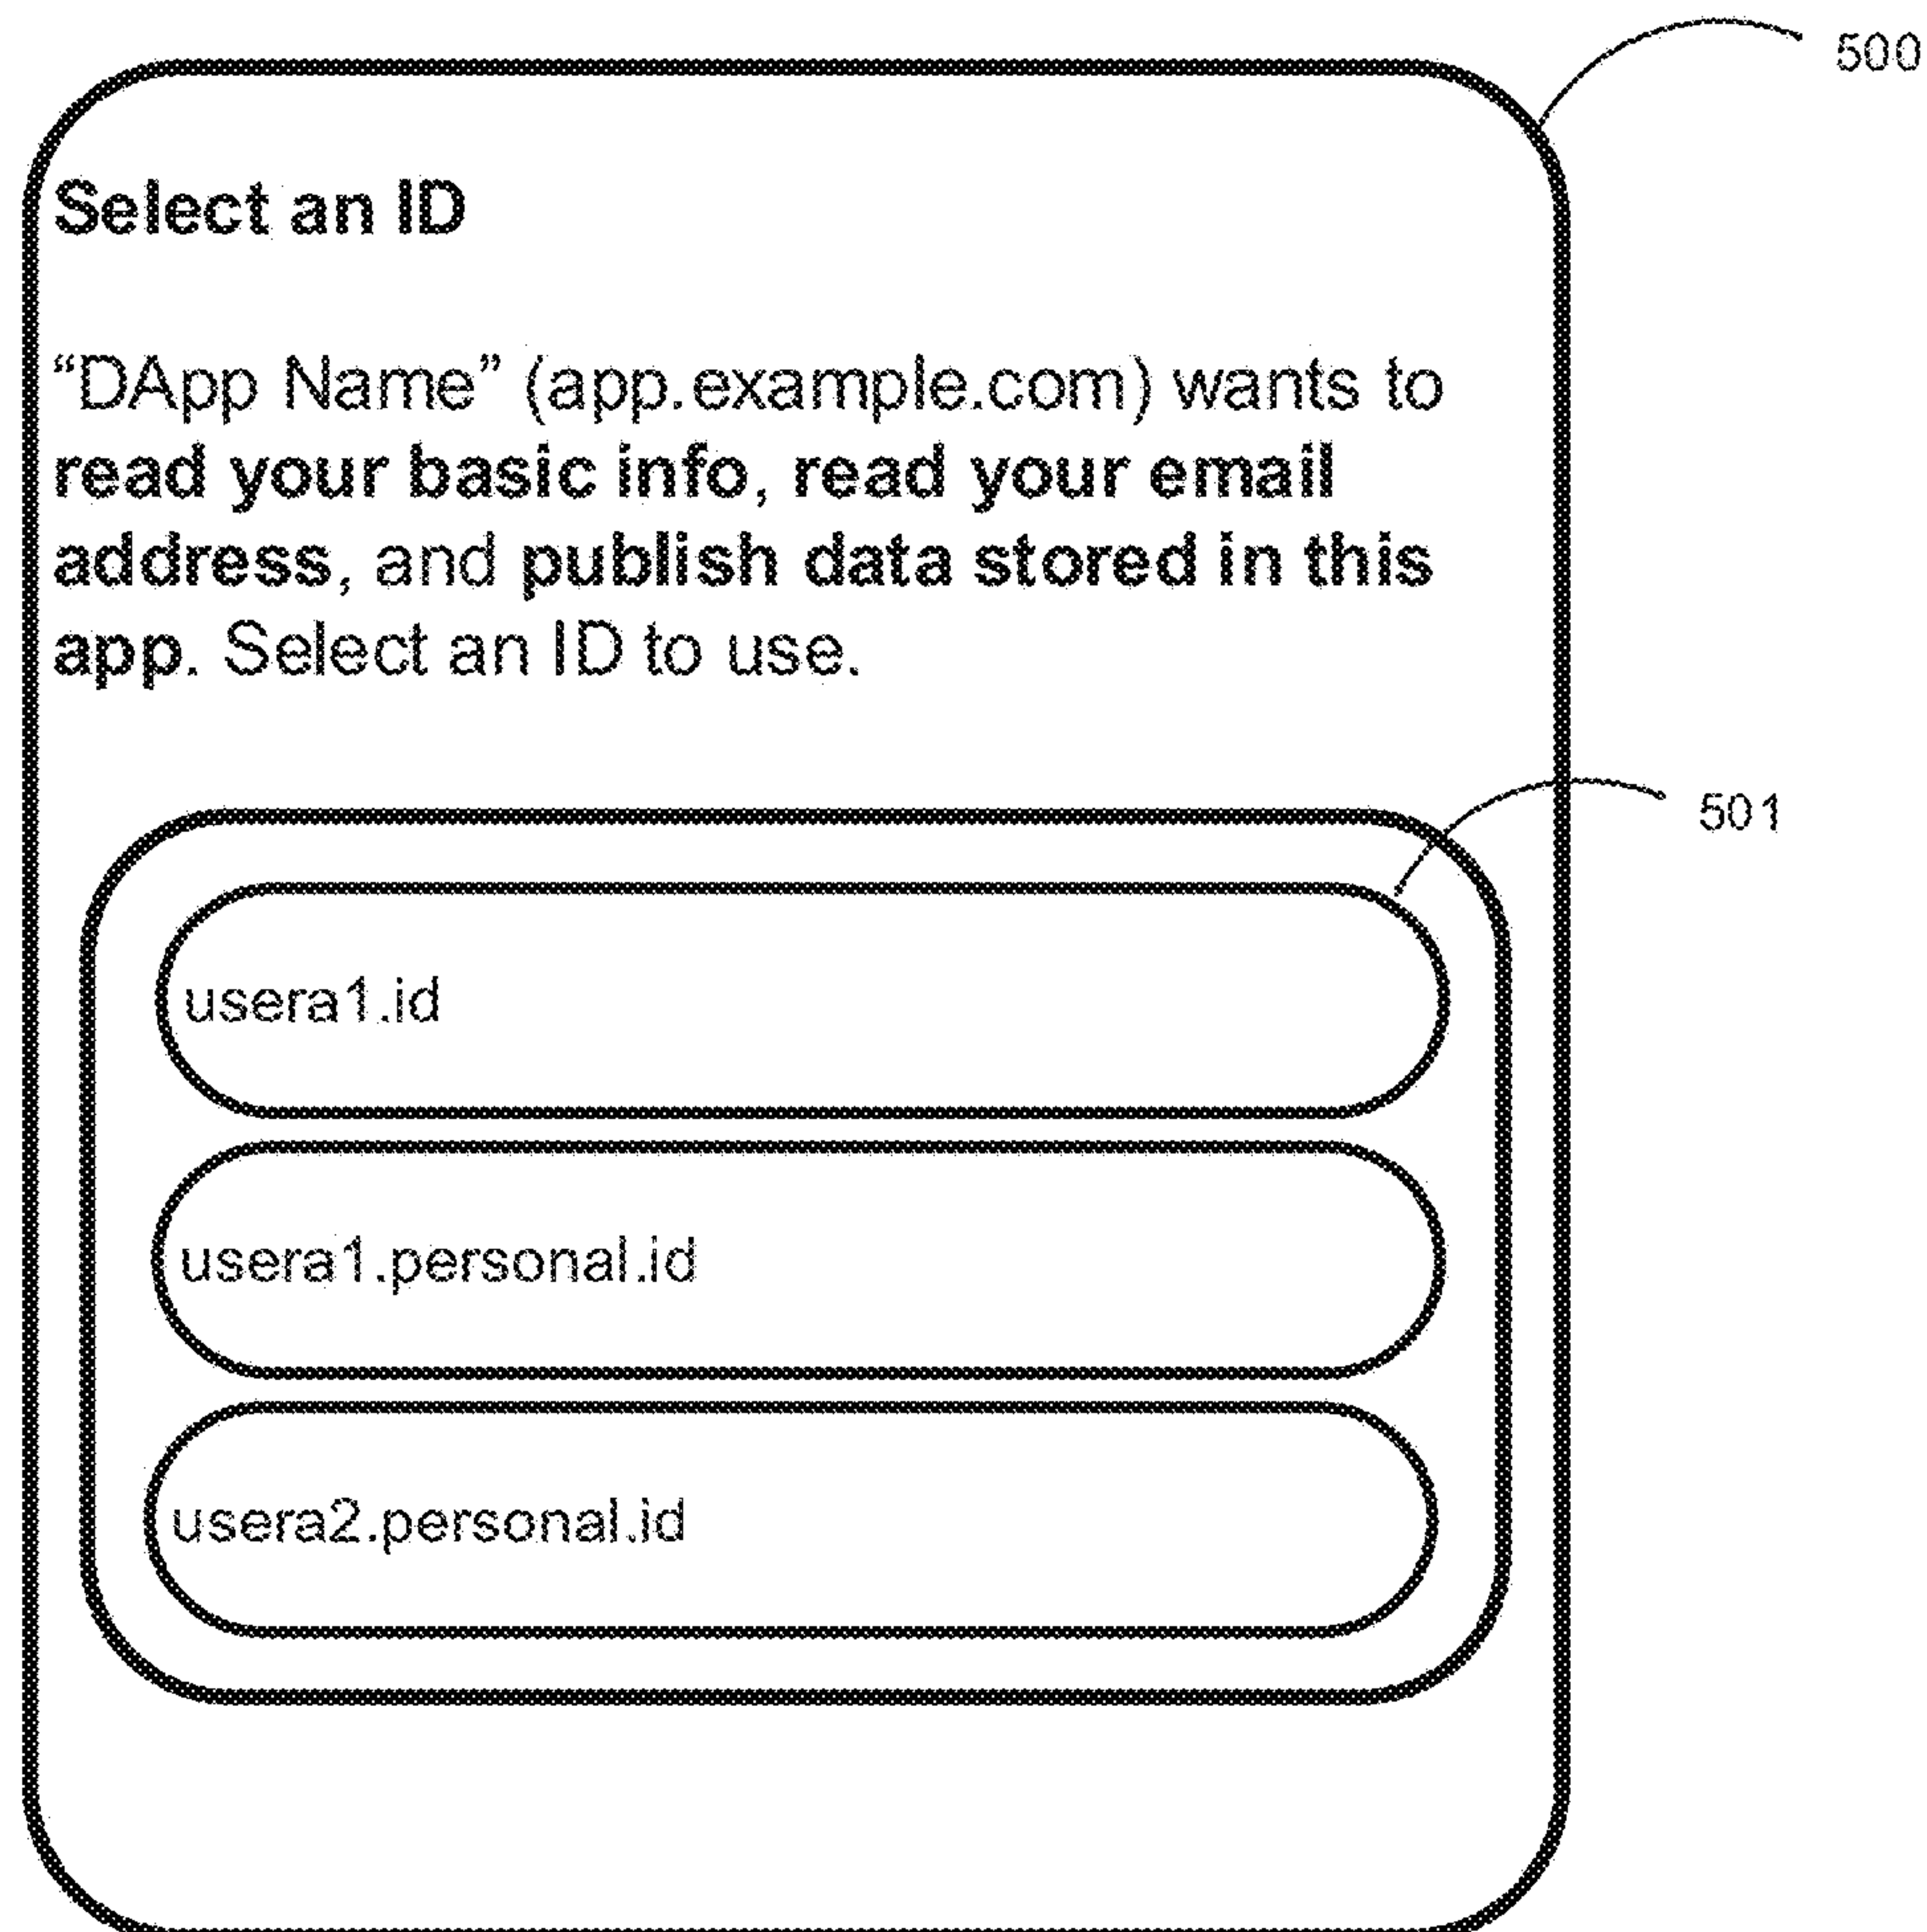 500
Select an ID
“DApp Name” (app.example.com) wants to
read your basic info, read your email
address, and publish data stored in this
app. Select an ID to use.
501
usera1.id
usera1.personal.id
usera2.personal.id